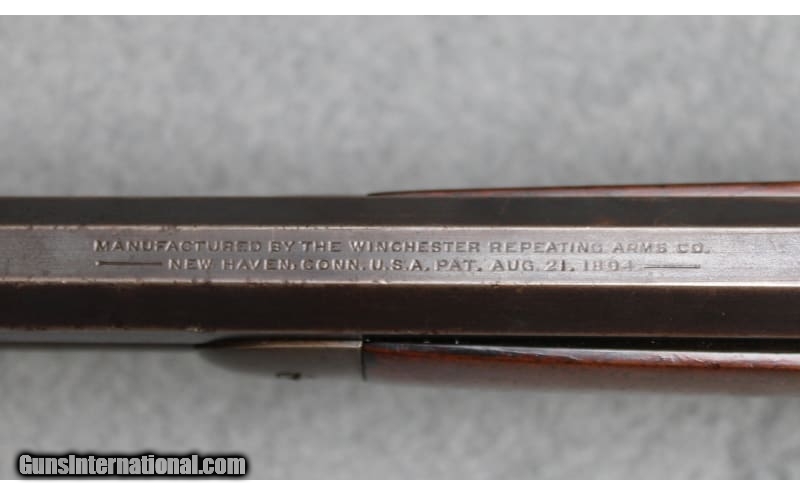 MANUFACTURED BY THE WINCHESTER REPEATING ARMS CO.
NEW HAVEN, CONN. U.S.A. PAT. AUG. 21. 1894
GunsInternational.com